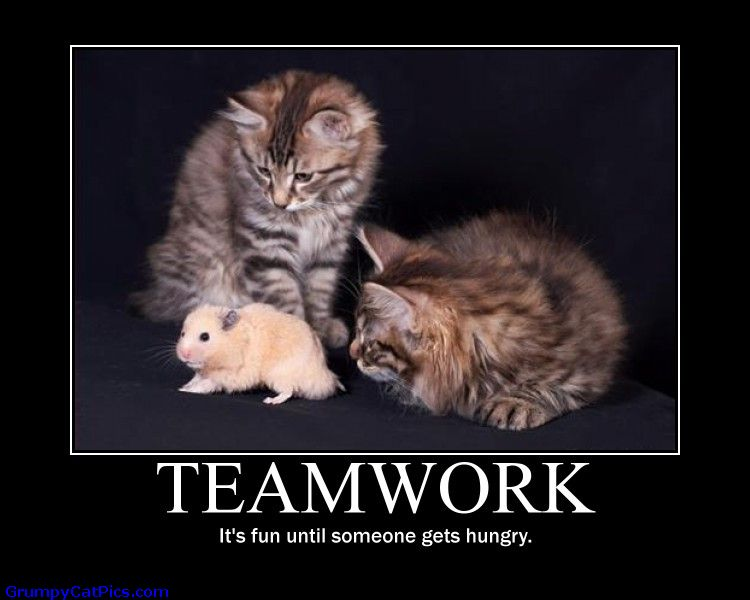 TEAMWORK
It's fun until someone gets hungry.
GrumpyCatPics.com